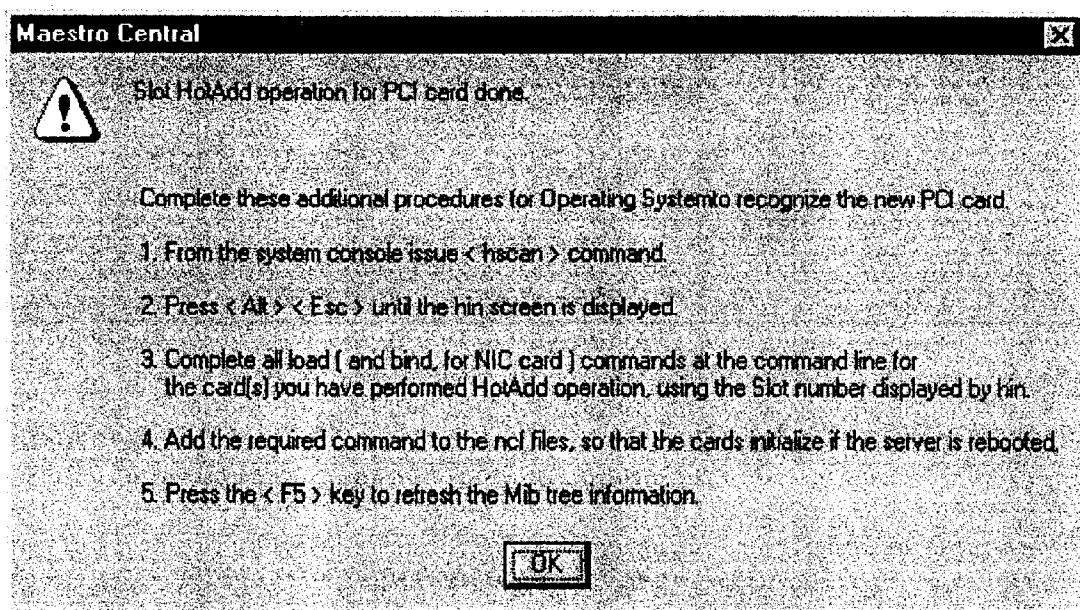 Maestro Central
Slot HotAdd operation for PCI card done.
Complete these additional procedures for Operating Systemto recognize the new PCI card.
1. From the system console issue < hscan > command.
2. Press < Alt > < Esc > until the hin screen is displayed.
3. Complete all load ( and bind, for NIC card ) commands at the command line for
the card(s) you have performed HotAdd operation, using the Slot number displayed by hin.
4. Add the required command to the ncf files, so that the cards initialize if the server is rebooted.
5. Press the < F5 > key to refresh the Mib tree information.
OK